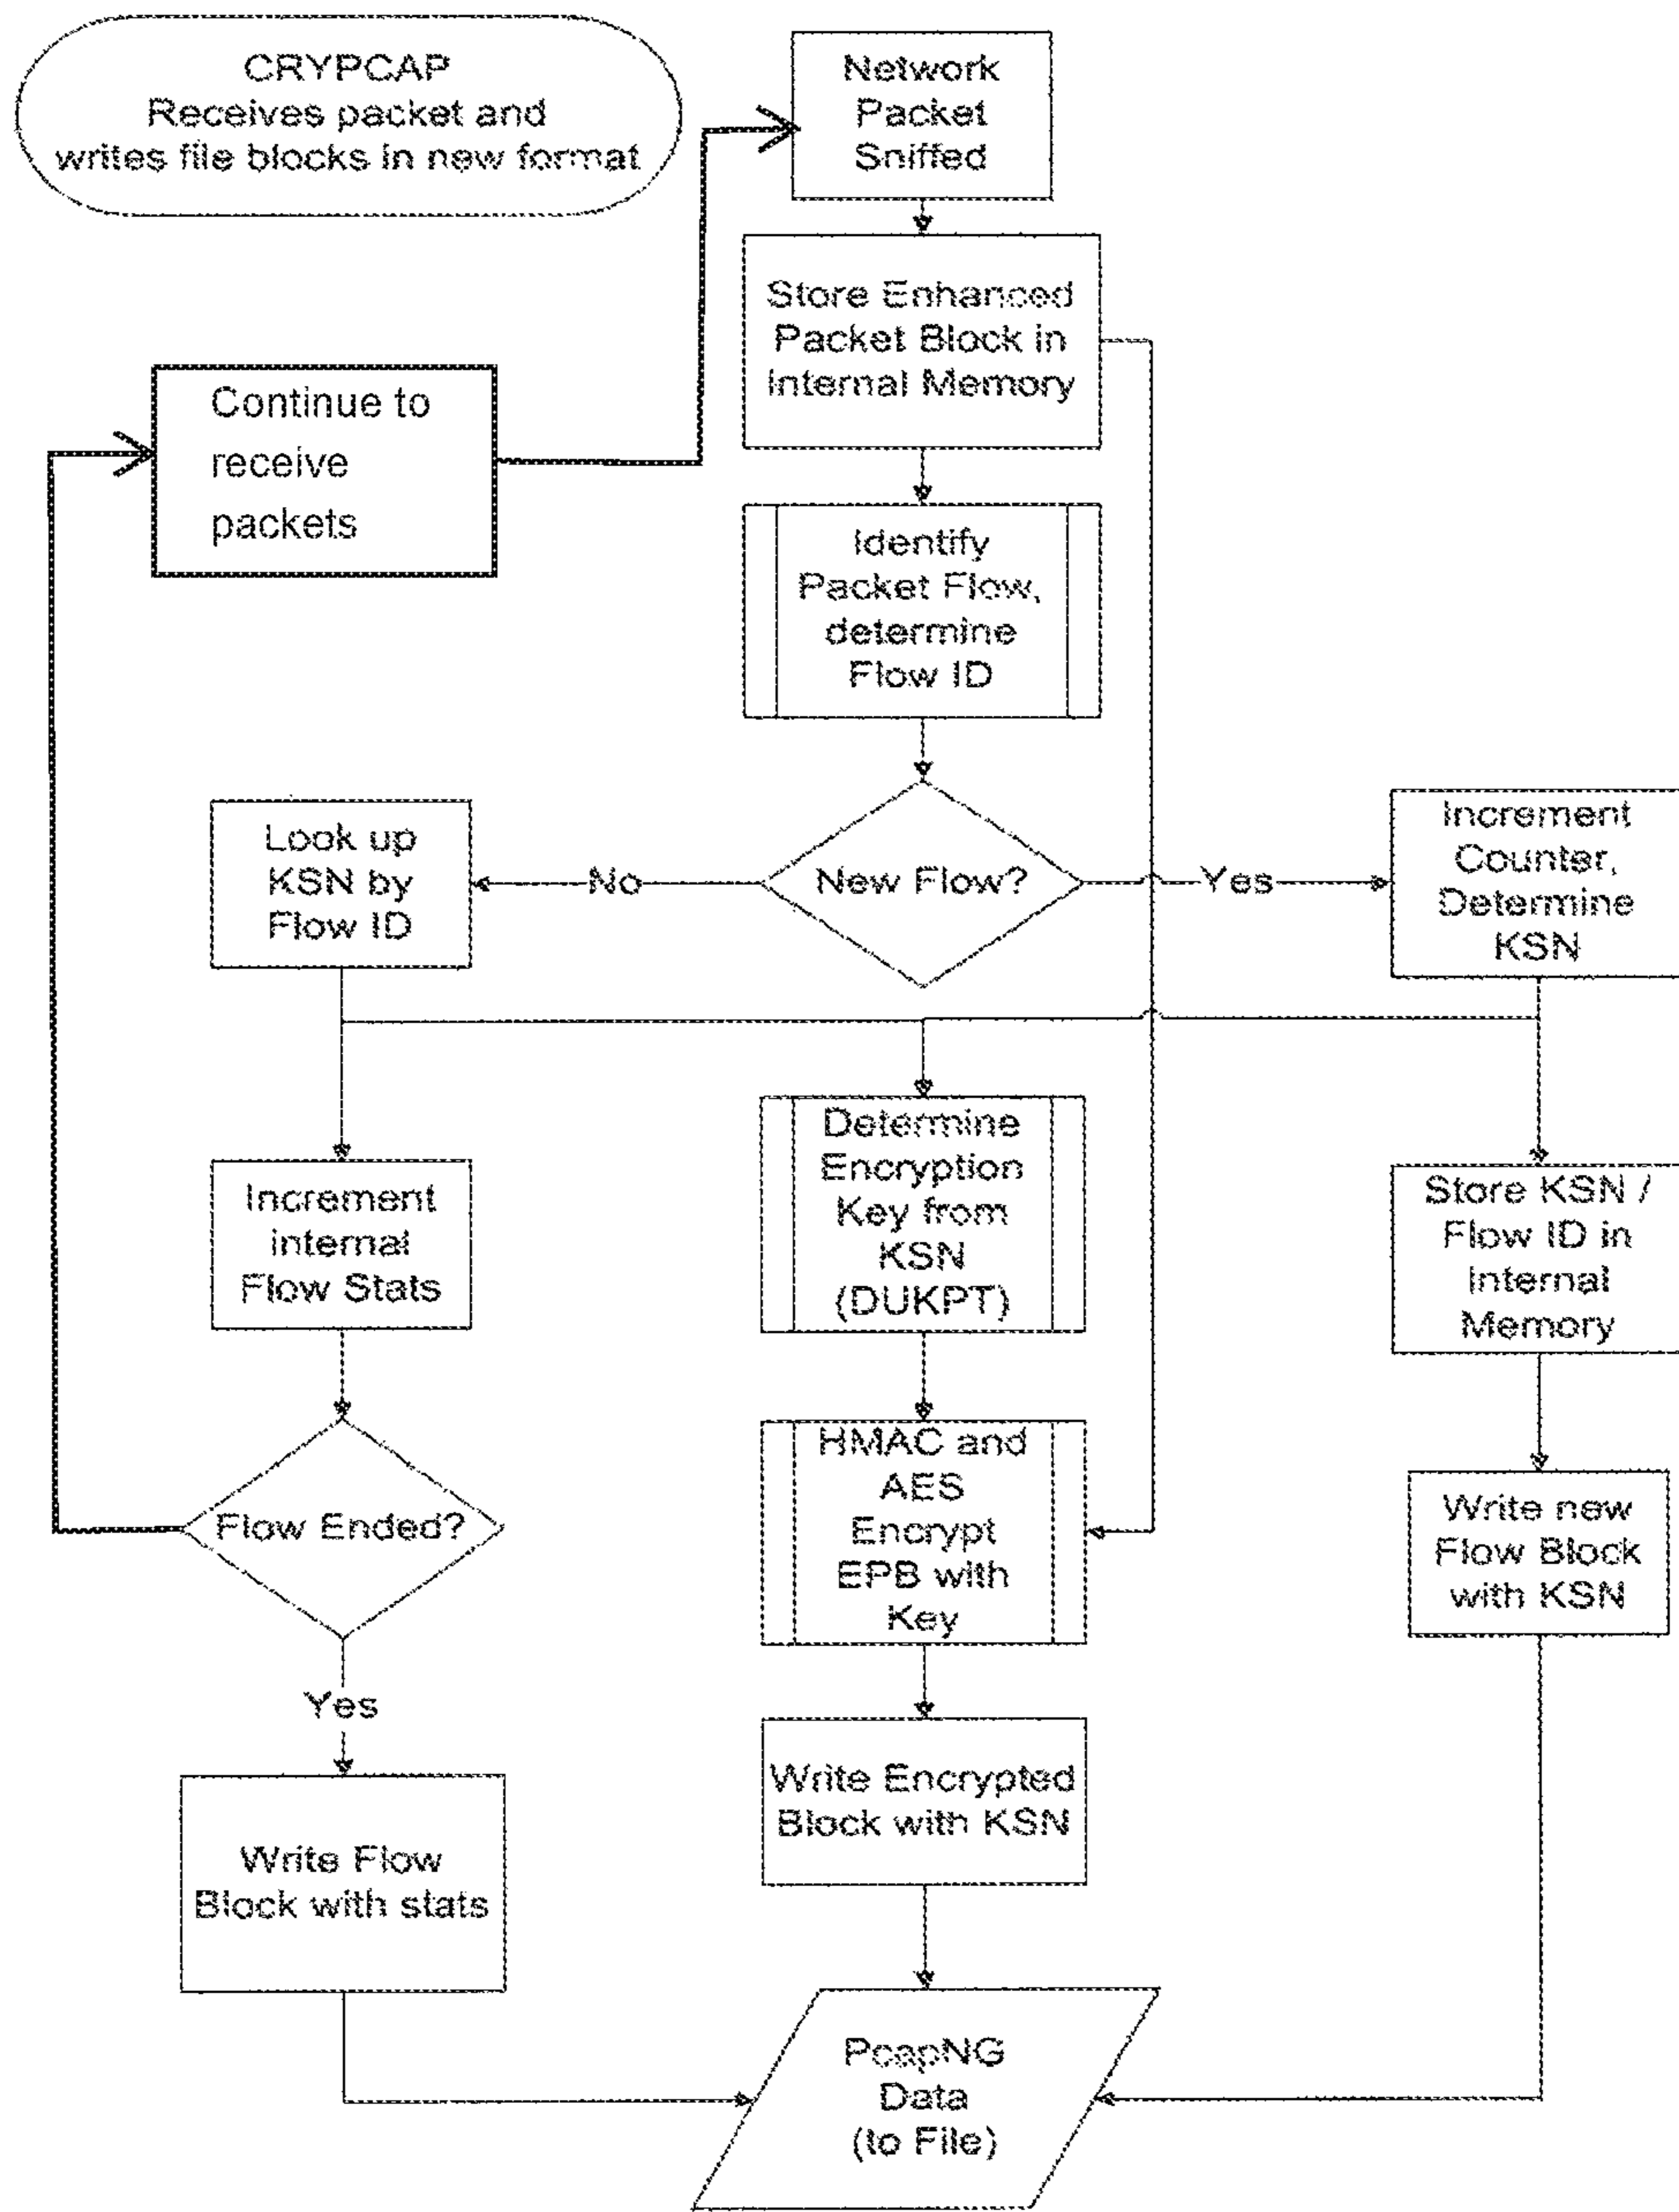 CRYPCAP
Receives packet and
writes file blocks in new format
Network
Packet
Sniffed
Store Enhanced
Packet Block in
Internal Memory
Continue to
receive
packets
Identify
Packet Flow,
determine
Flow ID
Look up
KSN by
Flow ID
No
New Flow?
Yes
Increment
Counter,
Determine
KSN
Increment
internal
Flow Stats
Determine
Encryption
Key from
KSN
(DUKPT)
Store KSN /
Flow ID in
Internal
Memory
Flow Ended?
HMAC and
AES
Encrypt
EPB with
Key
Write new
Flow Block
with KSN
Yes
Write Flow
Block with stats
Write Encrypted
Block with KSN
PcapNG
Data
(to File)